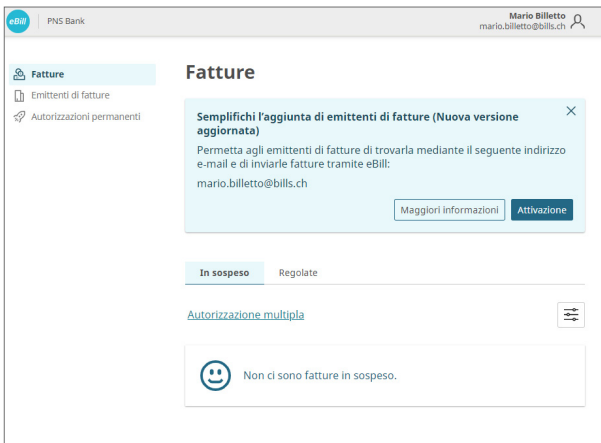 eBill
PNS Bank
Mario Billetto
mario.billetto@bills.ch
Fatture
Emittenti di fatture
Autorizzazioni permanenti
Fatture
Semplifichi l'aggiunta di emittenti di fatture (Nuova versione
aggiornata)
Permetta agli emittenti di fatture di trovarla mediante il seguente indirizzo
e-mail e di inviarle fatture tramite eBill:
mario.billetto@bills.ch
Maggiori informazioni
Attivazione
In sospeso
Regolate
Autorizzazione multipla
Non ci sono fatture in sospeso.